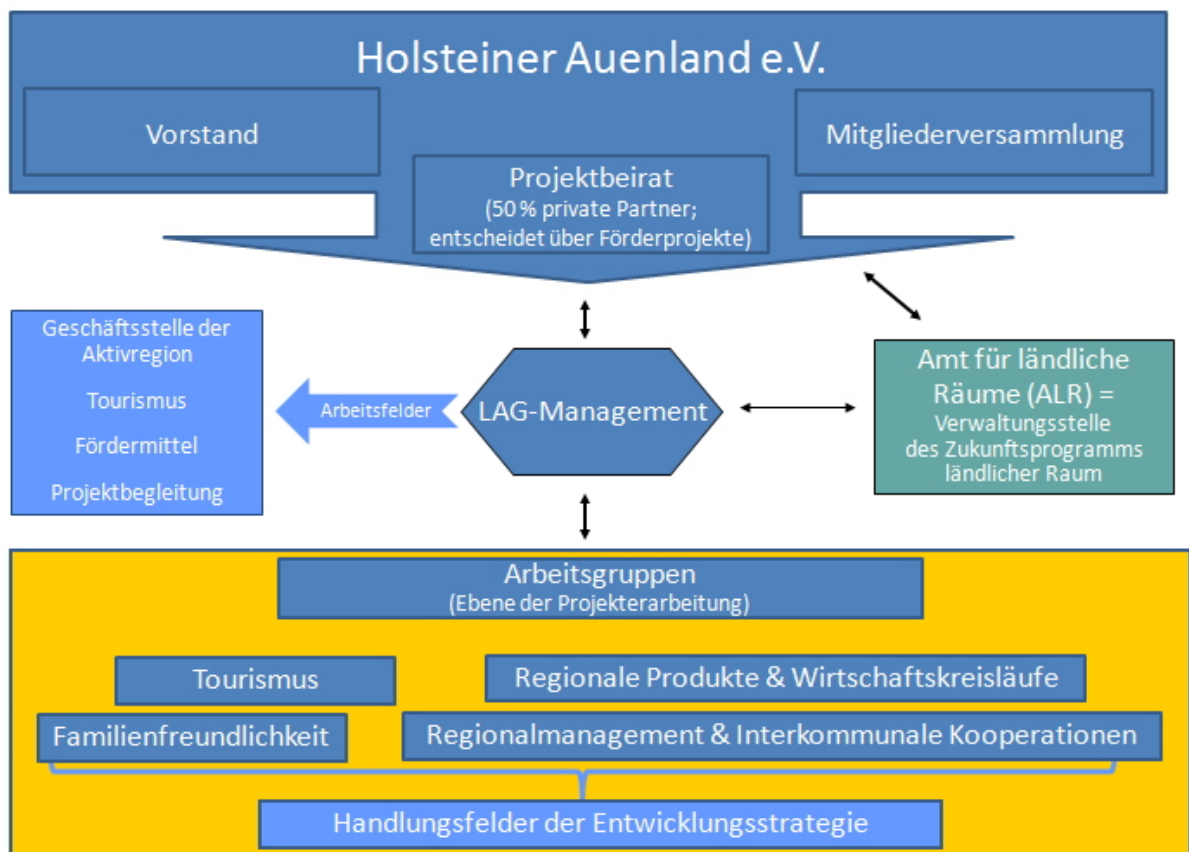 Holsteiner Auenland e.V.
Vorstand
Mitgliederversammlung
Projektbeirat
(50 % private Partner;
entscheidet über Förderprojekte)
Geschäftsstelle der
Aktivregion
Tourismus
Fördermittel
Projektbegleitung
Arbeitsfelder
LAG-Management
Amt für ländliche
Räume (ALR) =
Verwaltungsstelle
des Zukunftsprogramms
ländlicher Raum
Arbeitsgruppen
(Ebene der Projekterarbeitung)
Tourismus
Regionale Produkte & Wirtschaftskreisläufe
Familienfreundlichkeit
Regionalmanagement & Interkommunale Kooperationen
Handlungsfelder der Entwicklungsstrategie